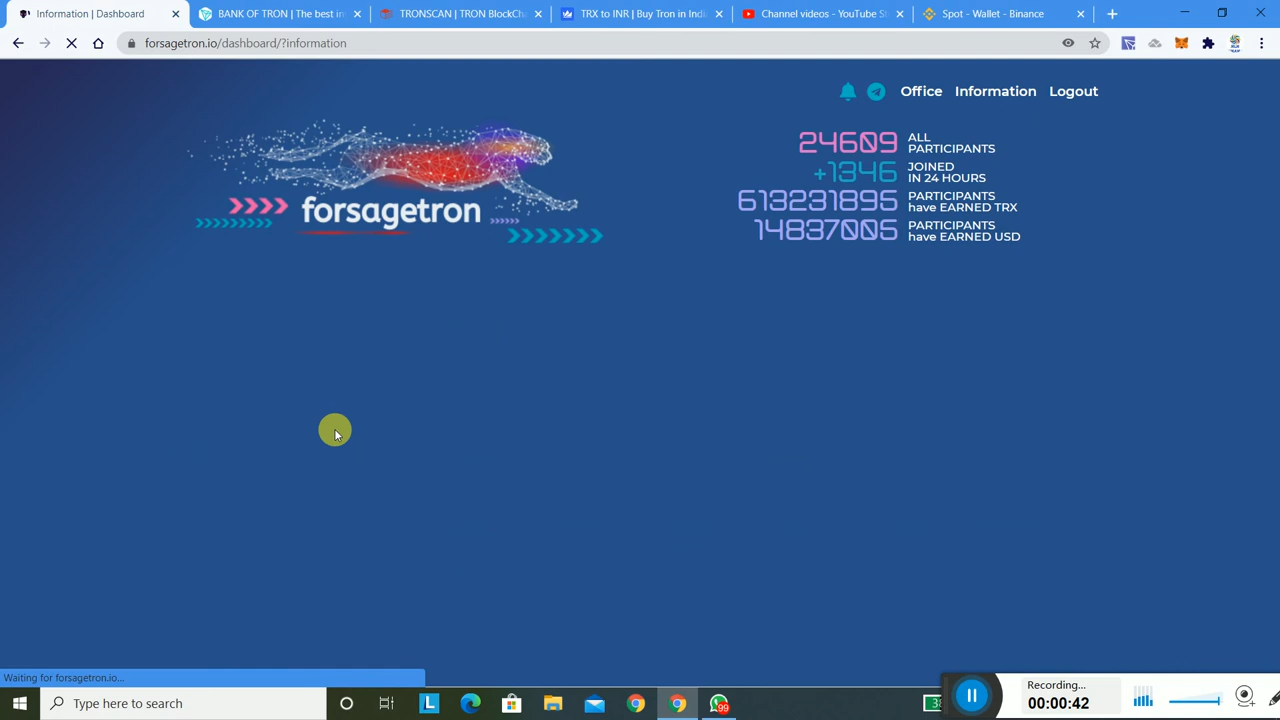 Information | Dashboard
BANK OF TRON | The best in
TRONSCAN | TRON BlockCha
TRX to INR | Buy Tron in Indi
Channel videos - YouTube St
Spot - Wallet - Binance
forsagetron.io/dashboard/?information
Office Information Logout
24609 ALL PARTICIPANTS
+1346 JOINED IN 24 HOURS
613231895 PARTICIPANTS have EARNED TRX
14837005 PARTICIPANTS have EARNED USD
forsagetron
Waiting for forsagetron.io...
Type here to search
L
99
Recording...
00:00:42